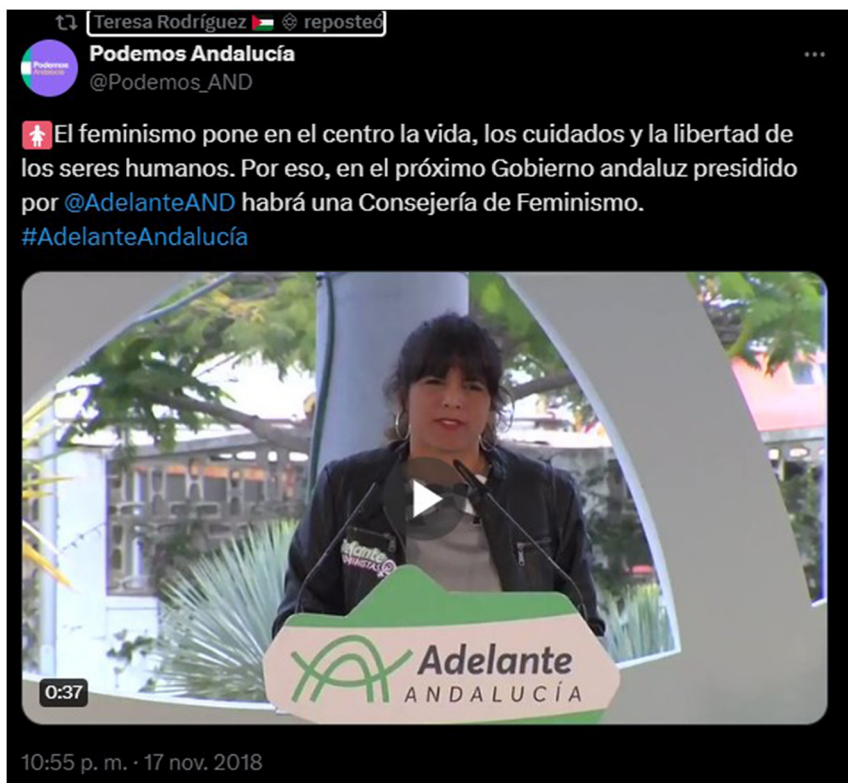 Teresa Rodríguez reposteó
Podemos Andalucía
@Podemos_AND
El feminismo pone en el centro la vida, los cuidados y la libertad de
los seres humanos. Por eso, en el próximo Gobierno andaluz presidido
por @AdelanteAND habrá una Consejería de Feminismo.
#AdelanteAndalucía
Adelante
ANDALUCÍA
0:37
10:55 p. m. · 17 nov. 2018